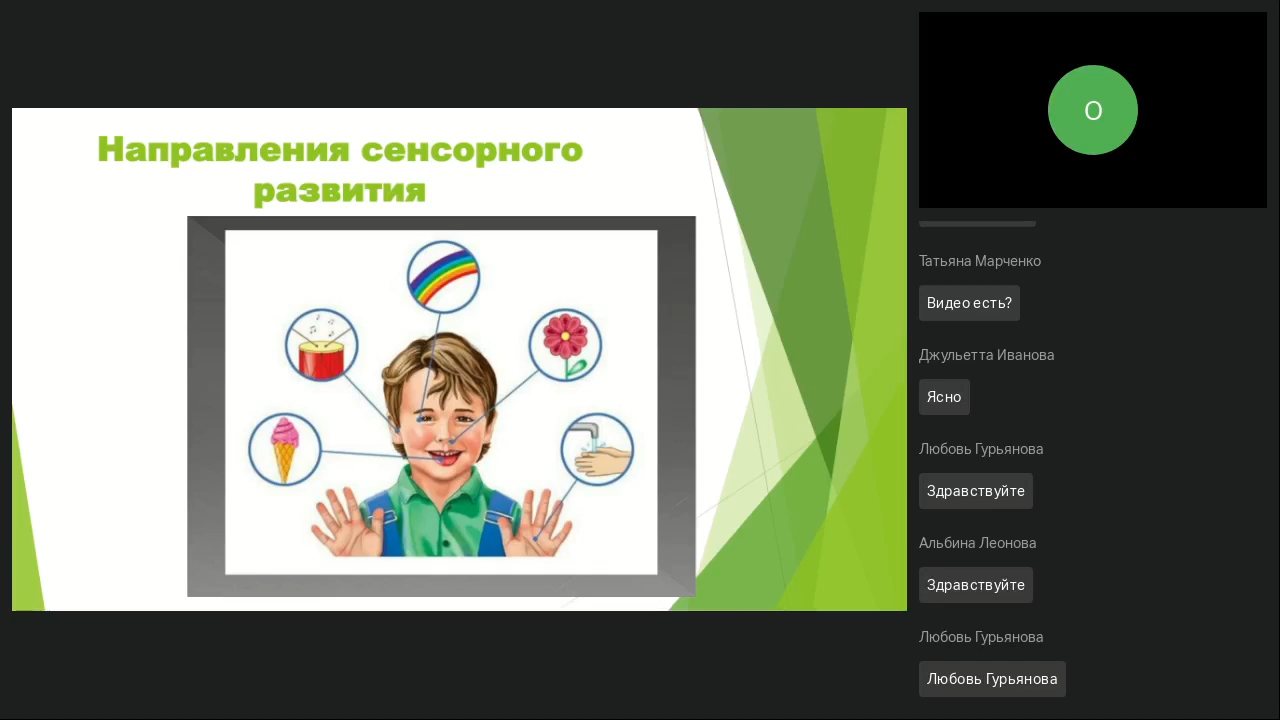 Направления сенсорного
развития
О
Татьяна Марченко
Видео есть?
Джульетта Иванова
Ясно
Любовь Гурьянова
Здравствуйте
Альбина Леонова
Здравствуйте
Любовь Гурьянова
Любовь Гурьянова